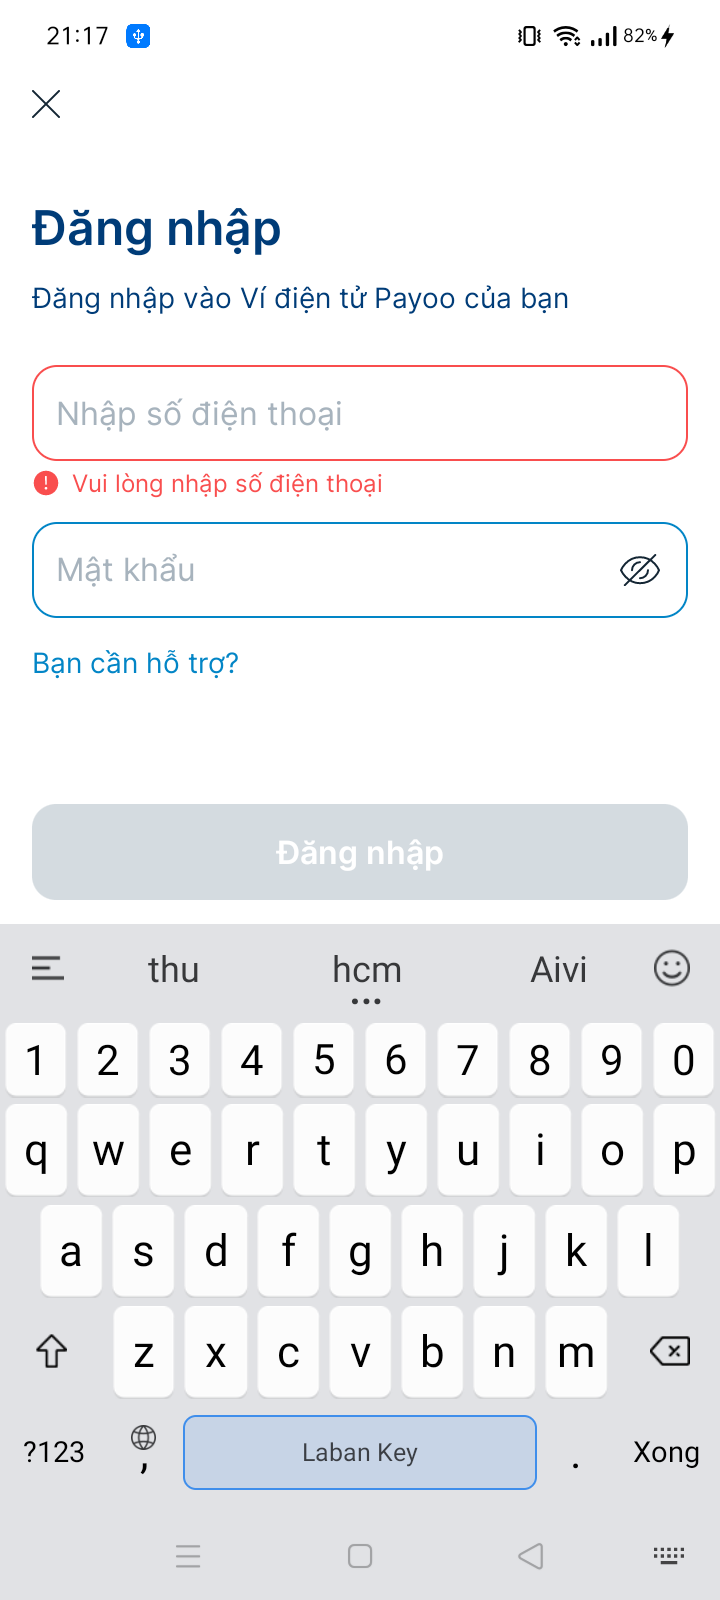 21:17 82%
Đăng nhập
Đăng nhập vào Ví điện tử Payoo của bạn
Nhập số điện thoại
Vui lòng nhập số điện thoại
Mật khẩu
Bạn cần hỗ trợ?
Đăng nhập
thu hcm Aivi
1 2 3 4 5 6 7 8 9 0
q w e r t y u i o p
a s d f g h j k l
z x c v b n m
?123 , Laban Key . Xong